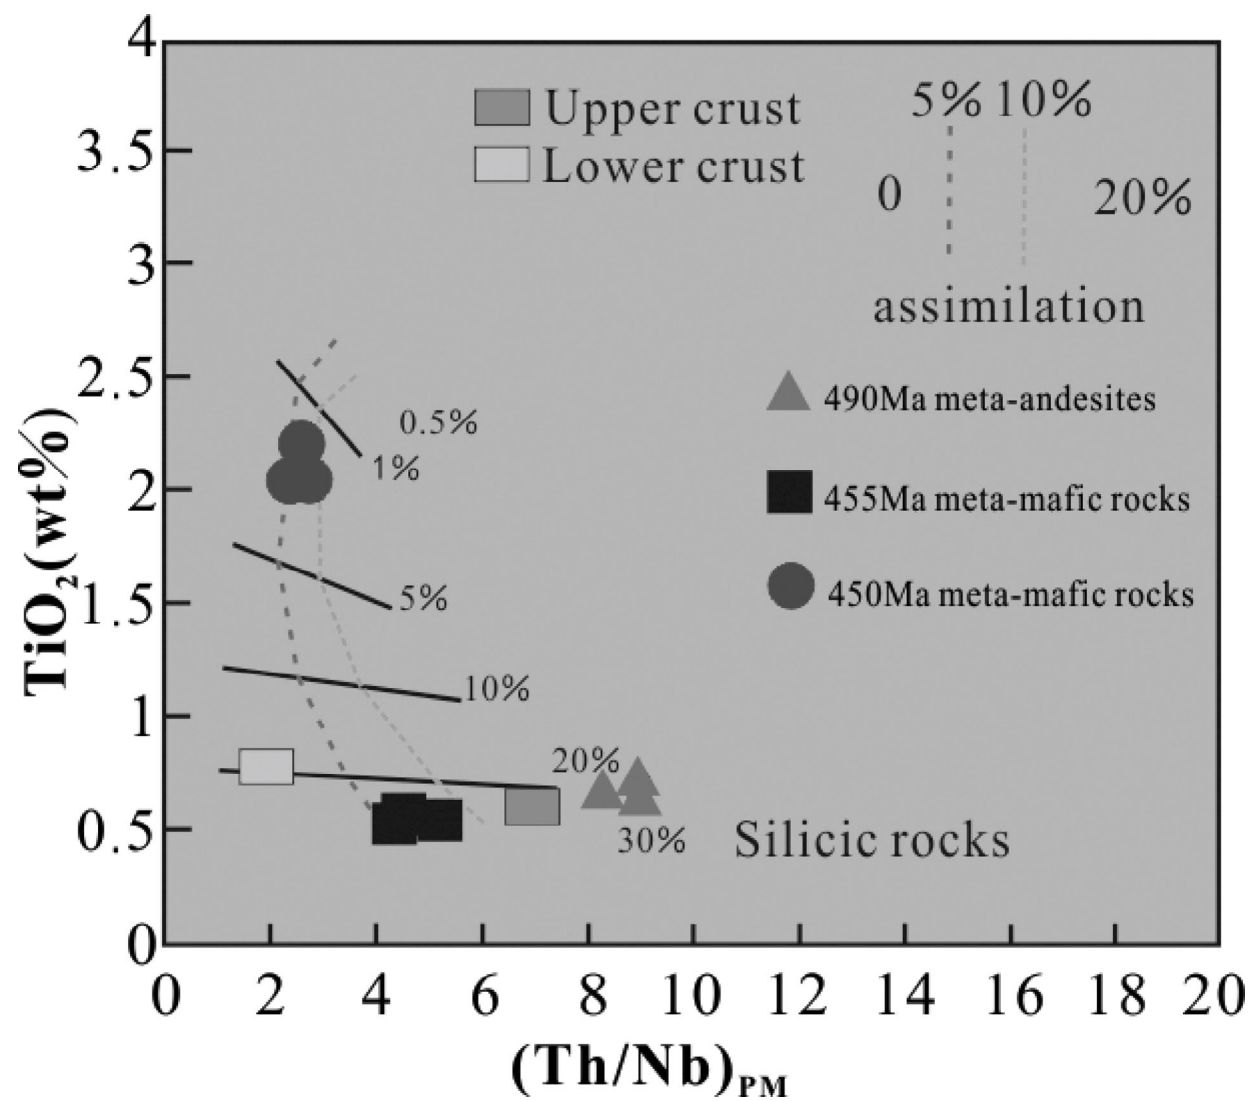 4
3.5
3
2.5
2
1.5
1
0.5
0
TiO2(wt%)
Upper crust
Lower crust
5% 10%
0 20%
assimilation
490Ma meta-andesites
455Ma meta-mafic rocks
450Ma meta-mafic rocks
0.5%
1%
5%
10%
20%
30%
Silicic rocks
0 2 4 6 8 10 12 14 16 18 20
(Th/Nb)PM